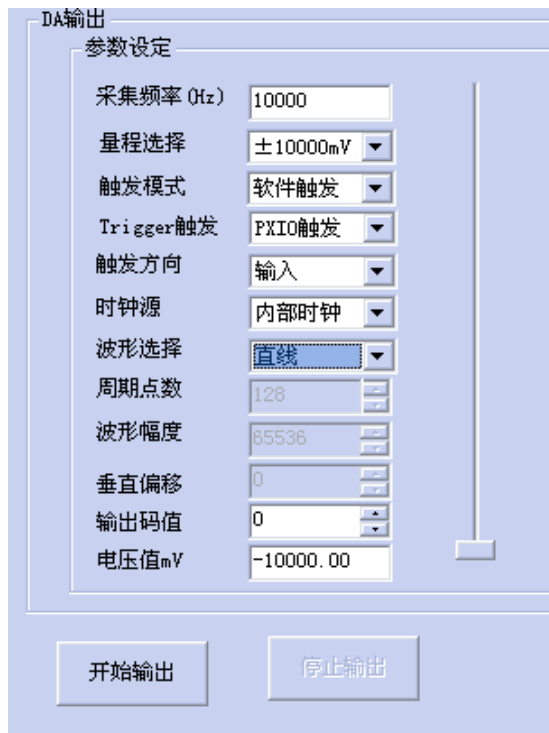 DA输出
参数设定
采集频率(Hz) 10000
量程选择 ±10000mV
触发模式 软件触发
Trigger触发 PXI0触发
触发方向 输入
时钟源 内部时钟
波形选择 直线
周期点数 128
波形幅度 65536
垂直偏移 0
输出码值 0
电压值mV -10000.00
开始输出 停止输出